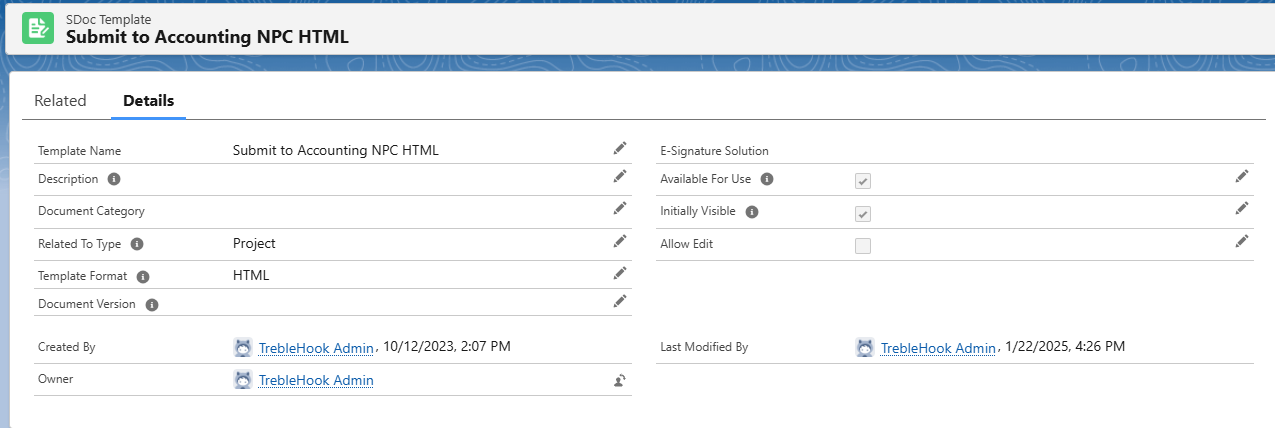 SDoc Template
Submit to Accounting NPC HTML
Related Details
Template Name Submit to Accounting NPC HTML
E-Signature Solution
Description
Available For Use
Document Category
Initially Visible
Related To Type Project
Allow Edit
Template Format HTML
Document Version
Created By TrebleHook Admin, 10/12/2023, 2:07 PM
Last Modified By TrebleHook Admin, 1/22/2025, 4:26 PM
Owner TrebleHook Admin